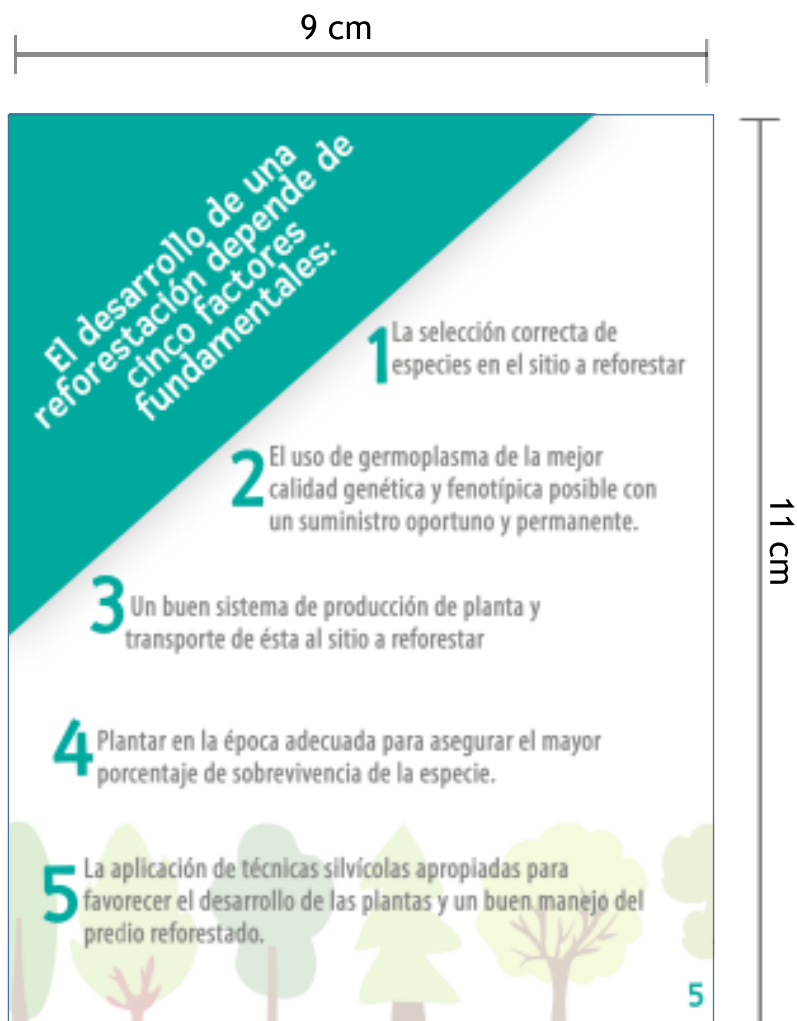 9 cm
El desarrollo de una
reforestación depende de
cinco factores
fundamentales:
1
La selección correcta de
especies en el sitio a reforestar
2
El uso de germoplasma de la mejor
calidad genética y fenotípica posible con
un suministro oportuno y permanente.
3
Un buen sistema de producción de planta y
transporte de ésta al sitio a reforestar
4
Plantar en la época adecuada para asegurar el mayor
porcentaje de sobrevivencia de la especie.
5
La aplicación de técnicas silvícolas apropiadas para
favorecer el desarrollo de las plantas y un buen manejo del
predio reforestado.
5
11 cm